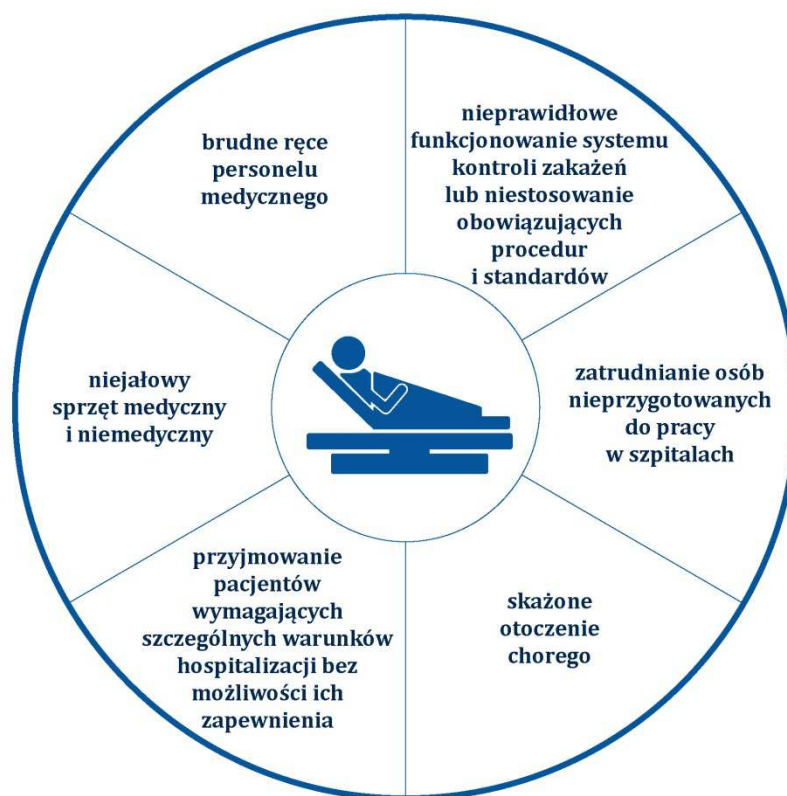 brudne ręce
personelu
medycznego
nieprawidłowe
funkcjonowanie systemu
kontroli zakażeń
lub niestosowanie
obowiązujących
procedur
i standardów
niejałowy
sprzęt medyczny
i niemedyczny
zatrudnianie osób
nieprzygotowanych
do pracy
w szpitalach
przyjmowanie
pacjentów
wymagających
szczególnych warunków
hospitalizacji bez
możliwości ich
zapewnienia
skażone
otoczenie
chorego